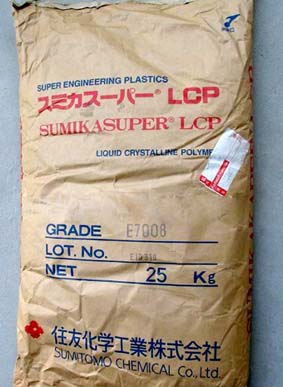 SUPER ENGINEERING PLASTICS
スミカスーパー® LCP
SUMIKASUPER® LCP
LIQUID CRYSTALLINE POLYME
GRADE E7008
LOT. No.
NET 25 Kg
住友化学工業株式会社
SUMITOMO CHEMICAL Co., Ltd.